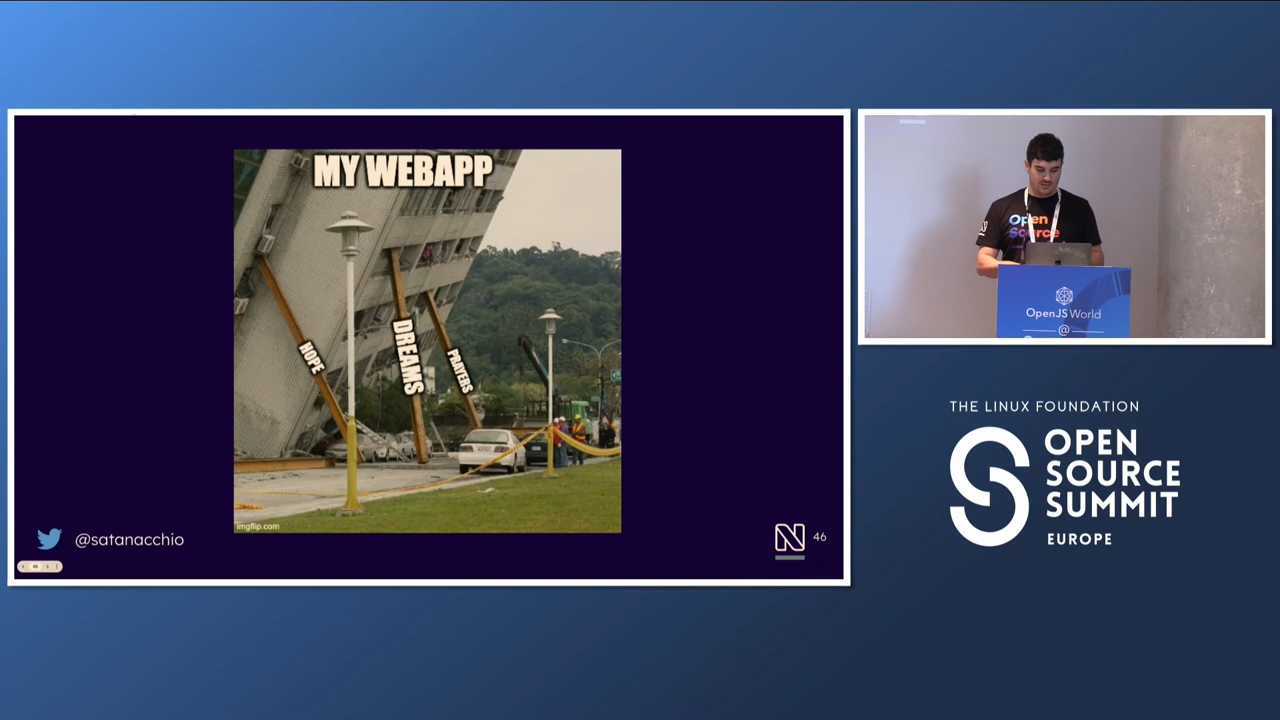 MY WEBAPP
HOPE
DREAMS
PRAYERS
imgflip.com
@satanacchio
N 46
46
Open
Source
OpenJS World
@
THE LINUX FOUNDATION
OPEN
SOURCE
SUMMIT
EUROPE